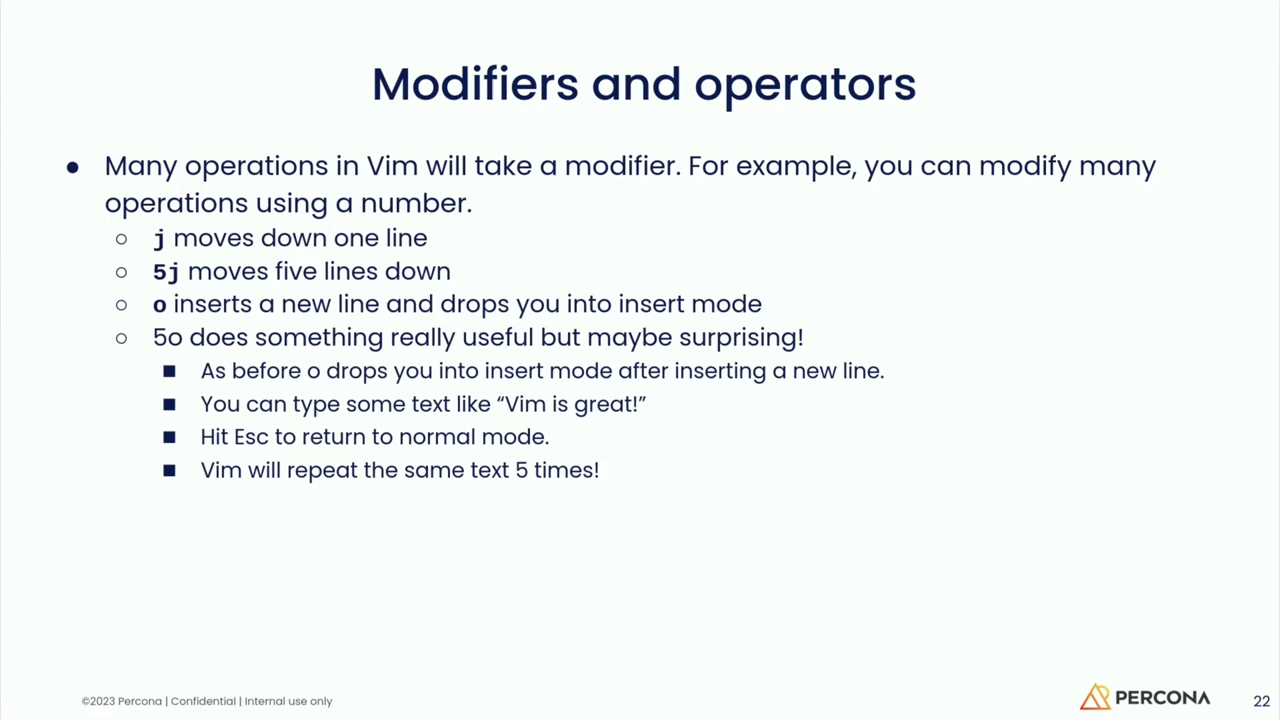 Modifiers and operators
● Many operations in Vim will take a modifier. For example, you can modify many
operations using a number.
○ j moves down one line
○ 5j moves five lines down
○ o inserts a new line and drops you into insert mode
○ 5o does something really useful but maybe surprising!
■ As before o drops you into insert mode after inserting a new line.
■ You can type some text like “Vim is great!”
■ Hit Esc to return to normal mode.
■ Vim will repeat the same text 5 times!
©2023 Percona | Confidential | Internal use only
PERCONA
22